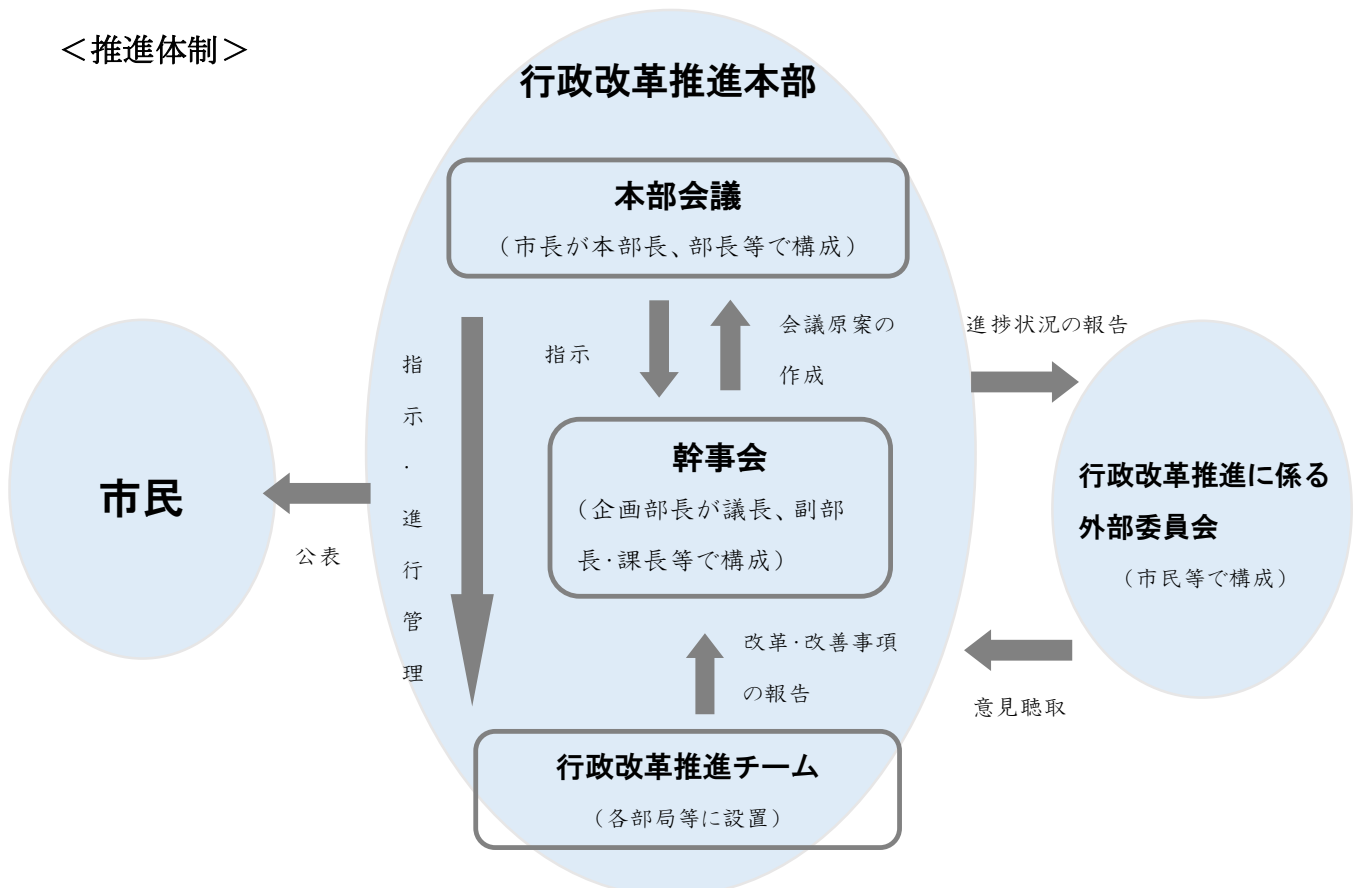 ＜推進体制＞
行政改革推進本部
本部会議
（市長が本部長、部長等で構成）
指示・進行管理
指示
会議原案の
作成
進捗状況の報告
市民
公表
幹事会
（企画部長が議長、副部
長・課長等で構成）
行政改革推進に係る
外部委員会
（市民等で構成）
改革・改善事項
の報告
意見聴取
行政改革推進チーム
（各部局等に設置）